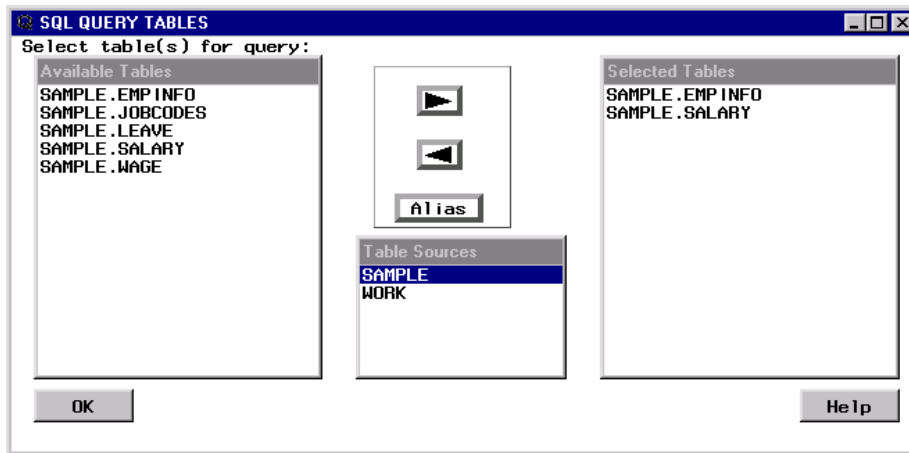 SQL QUERY TABLES
Select table(s) for query:
Available Tables
SAMPLE.EMPINFO
SAMPLE.JOBCODES
SAMPLE.LEAVE
SAMPLE.SALARY
SAMPLE.WAGE
Alias
Table Sources
SAMPLE
WORK
Selected Tables
SAMPLE.EMPINFO
SAMPLE.SALARY
OK
Help